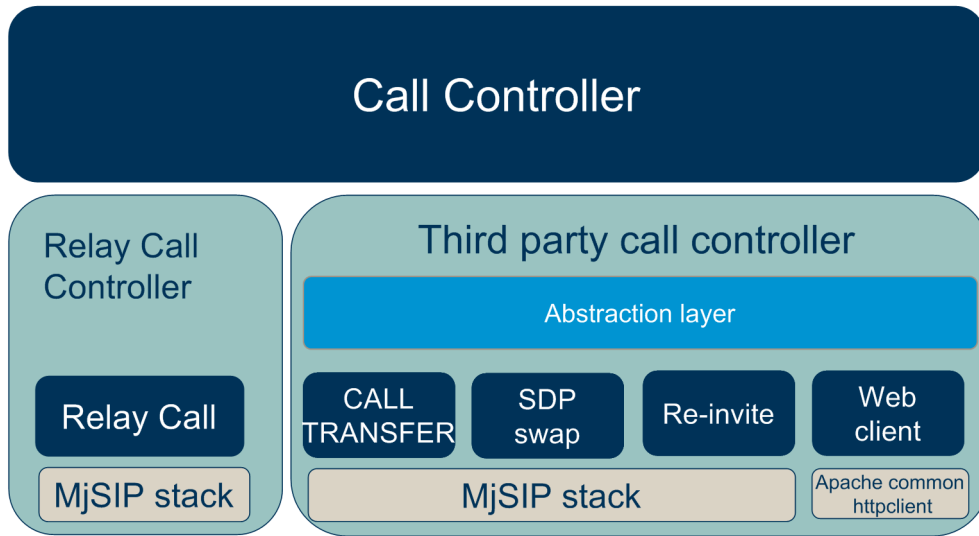 Call Controller
Relay Call
Controller
Third party call controller
Abstraction layer
Relay Call
CALL
TRANSFER
SDP
swap
Re-invite
Web
client
MjSIP stack
MjSIP stack
Apache common
httpclient